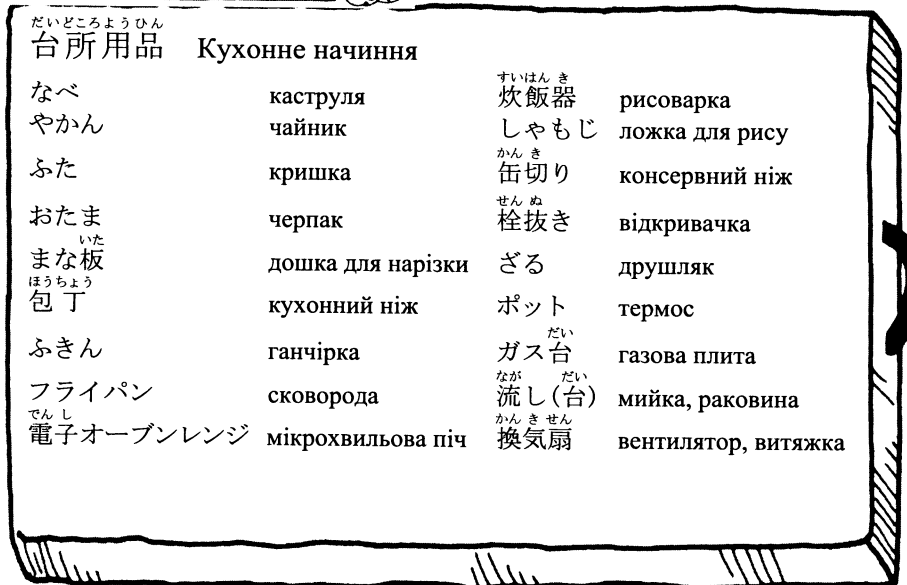 だいどころようひん
台所用品 Кухонне начиння
なべ каструля
やかん чайник
ふた кришка
おたま черпак
いた
まな板 дошка для нарізки
ほうちょう
包丁 кухонний ніж
ふきん ганчірка
フライパン сковорода
でんし
電子オーブンレンジ мікрохвильова піч
すいはんき
炊飯器 рисоварка
しゃもじ ложка для рису
かんき
缶切り консервний ніж
せんぬ
栓抜き відкривачка
ざる друшляк
ポット термос
だい
ガス台 газова плита
なが だい
流し(台) мийка, раковина
かんきせん
換気扇 вентилятор, витяжка